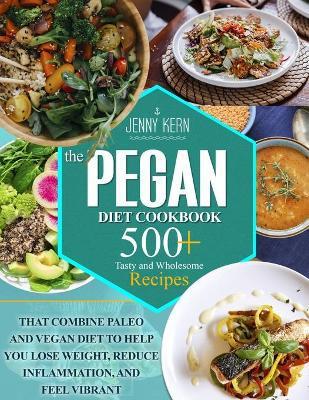 JENNY KERN
the PEGAN
DIET COOKBOOK
500+
Tasty and Wholesome
Recipes
THAT COMBINE PALEO
AND VEGAN DIET TO HELP
YOU LOSE WEIGHT, REDUCE
INFLAMMATION, AND
FEEL VIBRANT